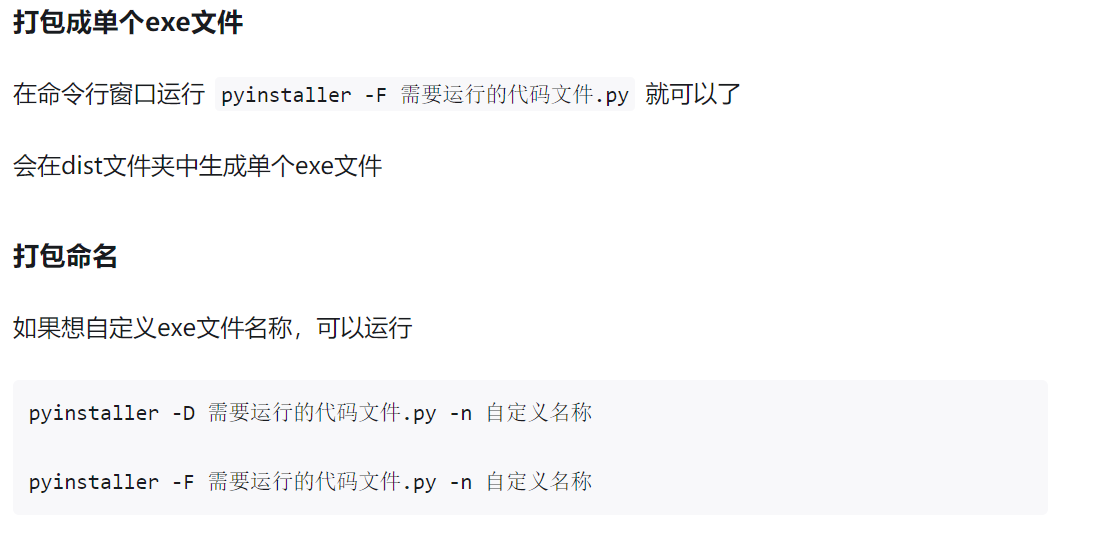 打包成单个exe文件
在命令行窗口运行 pyinstaller -F 需要运行的代码文件.py 就可以了
会在dist文件夹中生成单个exe文件
打包命名
如果想自定义exe文件名称，可以运行
pyinstaller -D 需要运行的代码文件.py -n 自定义名称
pyinstaller -F 需要运行的代码文件.py -n 自定义名称